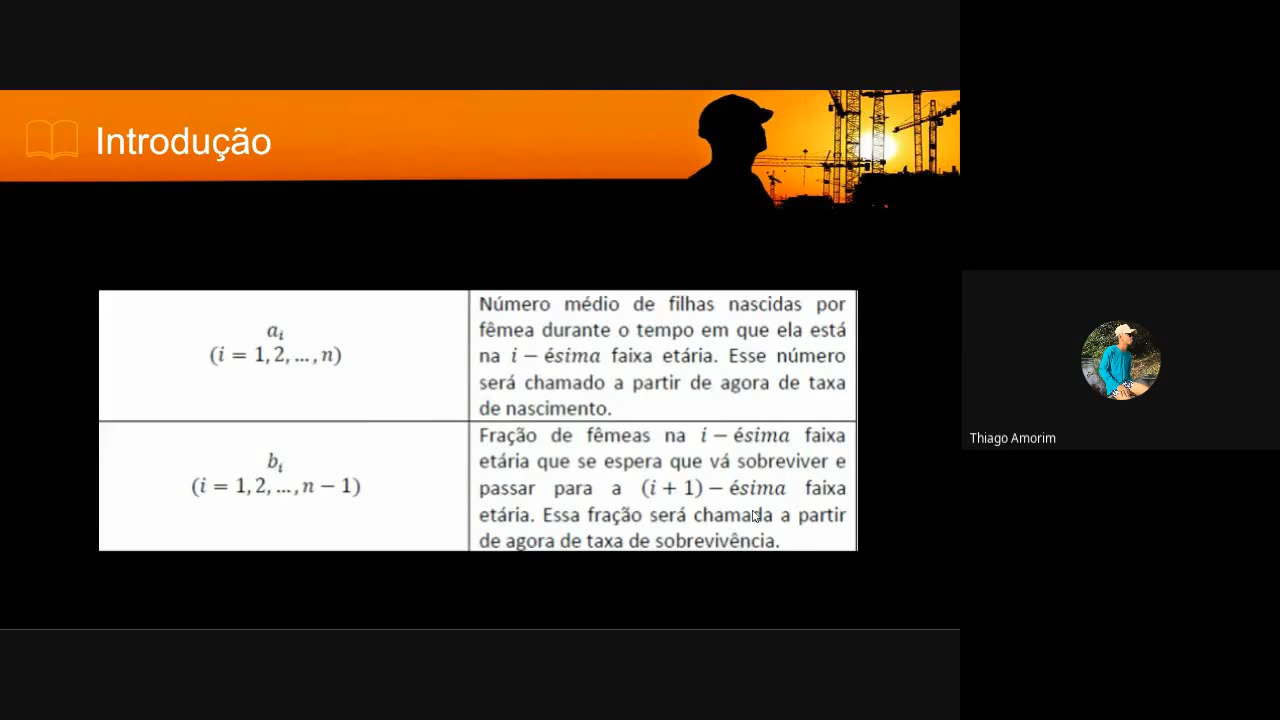 Introdução
aᵢ
(i = 1, 2, ..., n)
Número médio de filhas nascidas por
fêmea durante o tempo em que ela está
na i − ésima faixa etária. Esse número
será chamado a partir de agora de taxa
de nascimento.
bᵢ
(i = 1, 2, ..., n − 1)
Fração de fêmeas na i − ésima faixa
etária que se espera que vá sobreviver e
passar para a (i + 1) − ésima faixa
etária. Essa fração será chamada a partir
de agora de taxa de sobrevivência.
Thiago Amorim